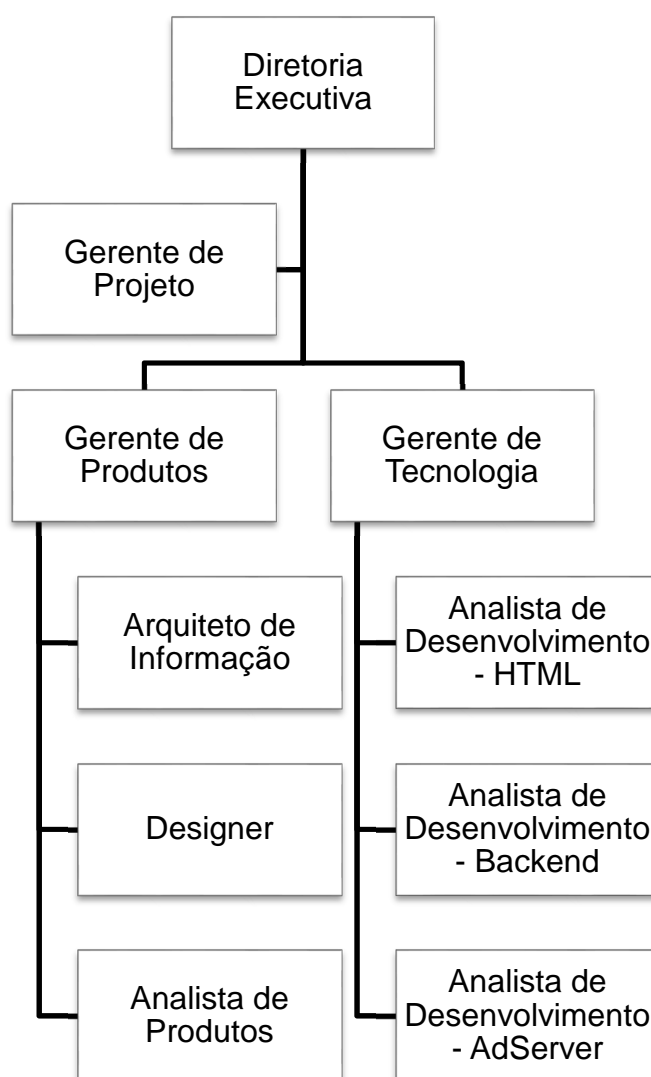 Diretoria
Executiva
Gerente de
Projeto
Gerente de
Produtos
Gerente de
Tecnologia
Arquiteto de
Informação
Analista de
Desenvolvimento
- HTML
Designer
Analista de
Desenvolvimento
- Backend
Analista de
Produtos
Analista de
Desenvolvimento
- AdServer